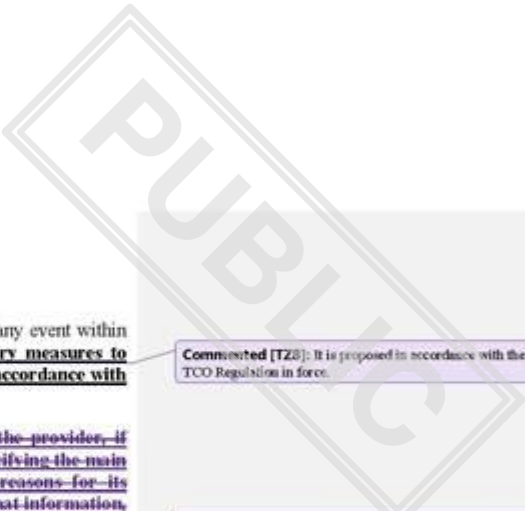 PUBLIC
any event within
ry measures to
accordance with
Commented [TZ8]: It is proposed in accordance with the
TCO Regulation in force.
the provider, if
cifying the main
reasons for its
hat information,